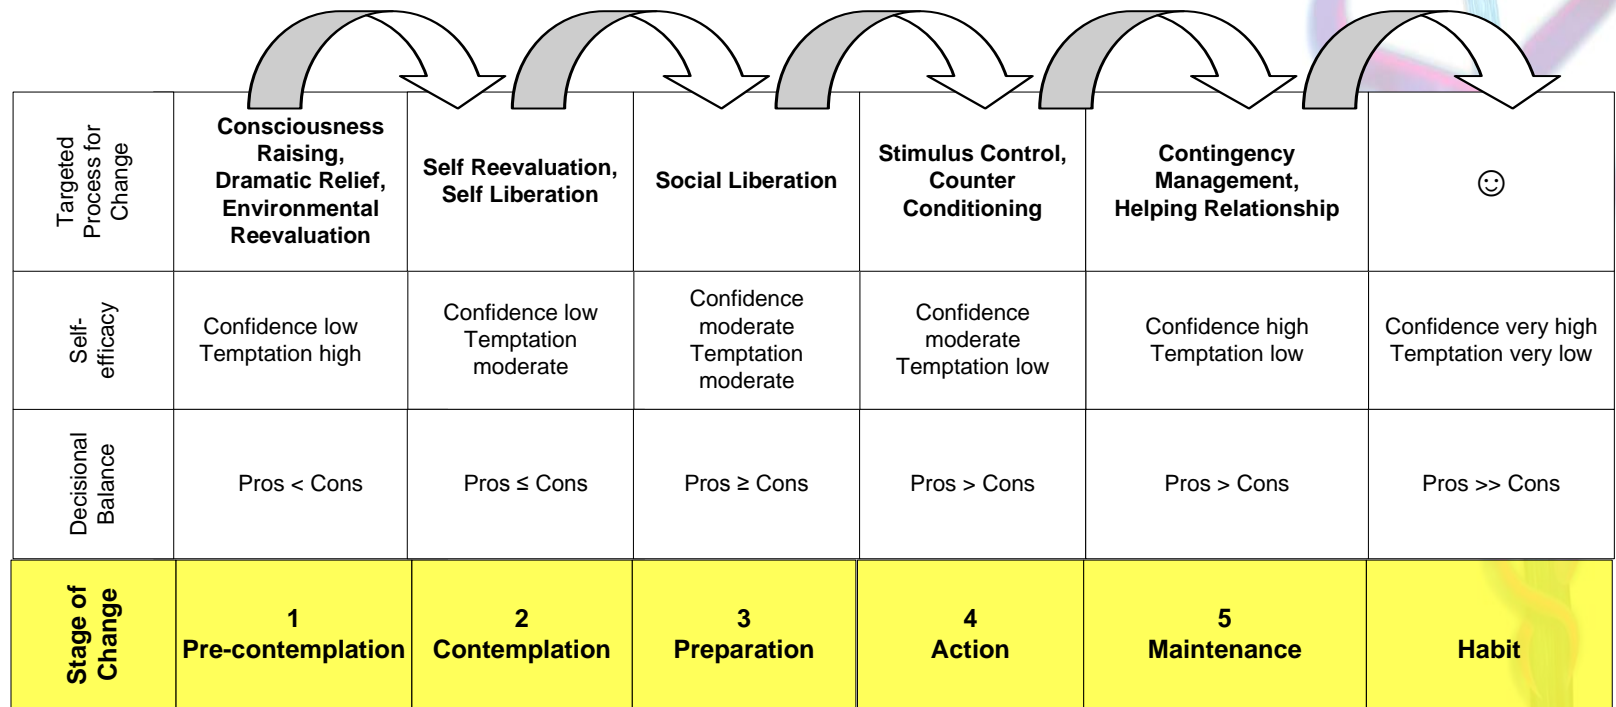 Targeted
Process for
Change
Consciousness
Raising,
Dramatic Relief,
Environmental
Reevaluation
Self Reevaluation,
Self Liberation
Social Liberation
Stimulus Control,
Counter
Conditioning
Contingency
Management,
Helping Relationship
☺
Self-
efficacy
Confidence low
Temptation high
Confidence low
Temptation
moderate
Confidence
moderate
Temptation
moderate
Confidence
moderate
Temptation low
Confidence high
Temptation low
Confidence very high
Temptation very low
Decisional
Balance
Pros < Cons
Pros ≤ Cons
Pros ≥ Cons
Pros > Cons
Pros > Cons
Pros >> Cons
Stage of
Change
1
Pre-contemplation
2
Contemplation
3
Preparation
4
Action
5
Maintenance
Habit